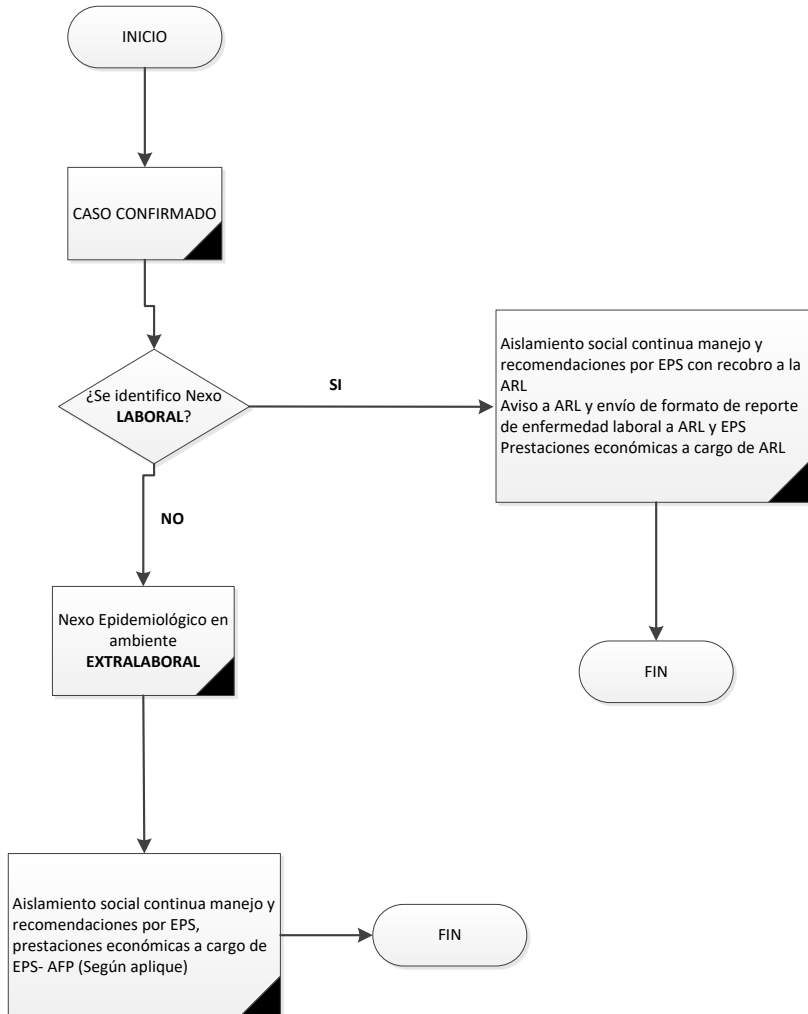 INICIO
CASO CONFIRMADO
¿Se identifico Nexo
LABORAL?
SI
Aislamiento social continua manejo y
recomendaciones por EPS con recobro a la
ARL
Aviso a ARL y envío de formato de reporte
de enfermedad laboral a ARL y EPS
Prestaciones económicas a cargo de ARL
FIN
NO
Nexo Epidemiológico en
ambiente
EXTRALABORAL
Aislamiento social continua manejo y
recomendaciones por EPS,
prestaciones económicas a cargo de
EPS- AFP (Según aplique)
FIN